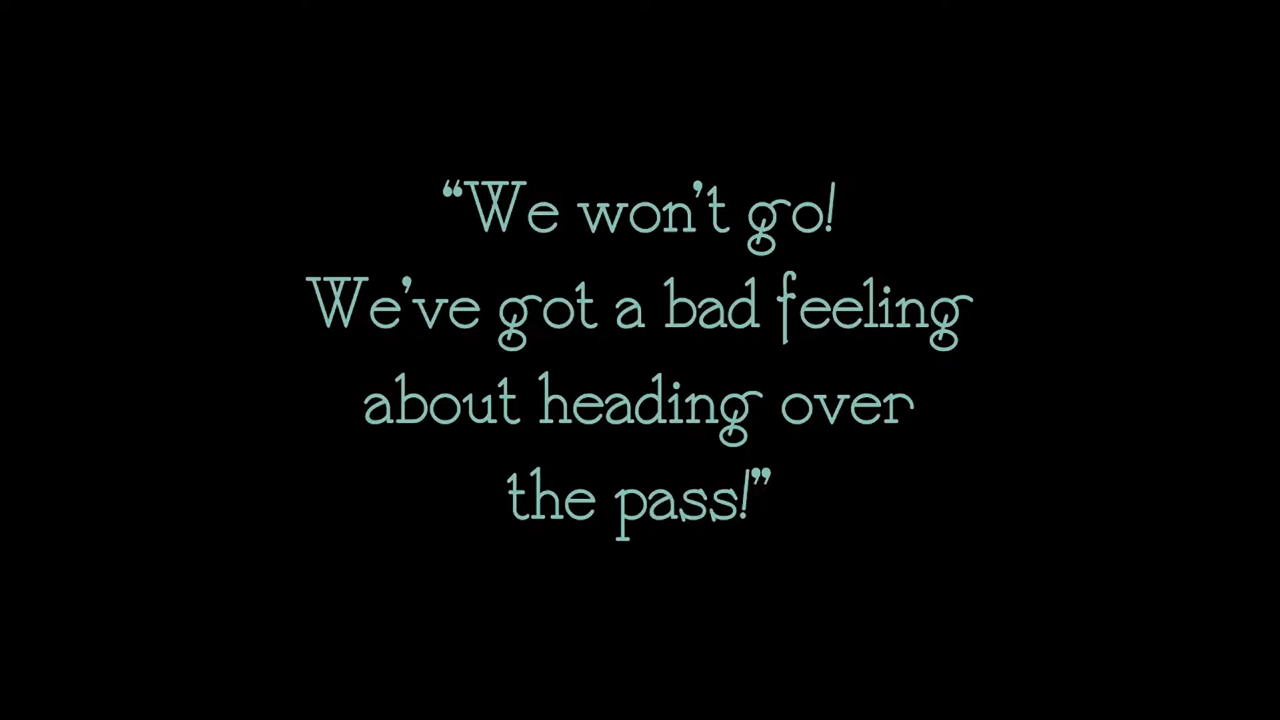 “We won’t go!
We’ve got a bad feeling
about heading over
the pass!”